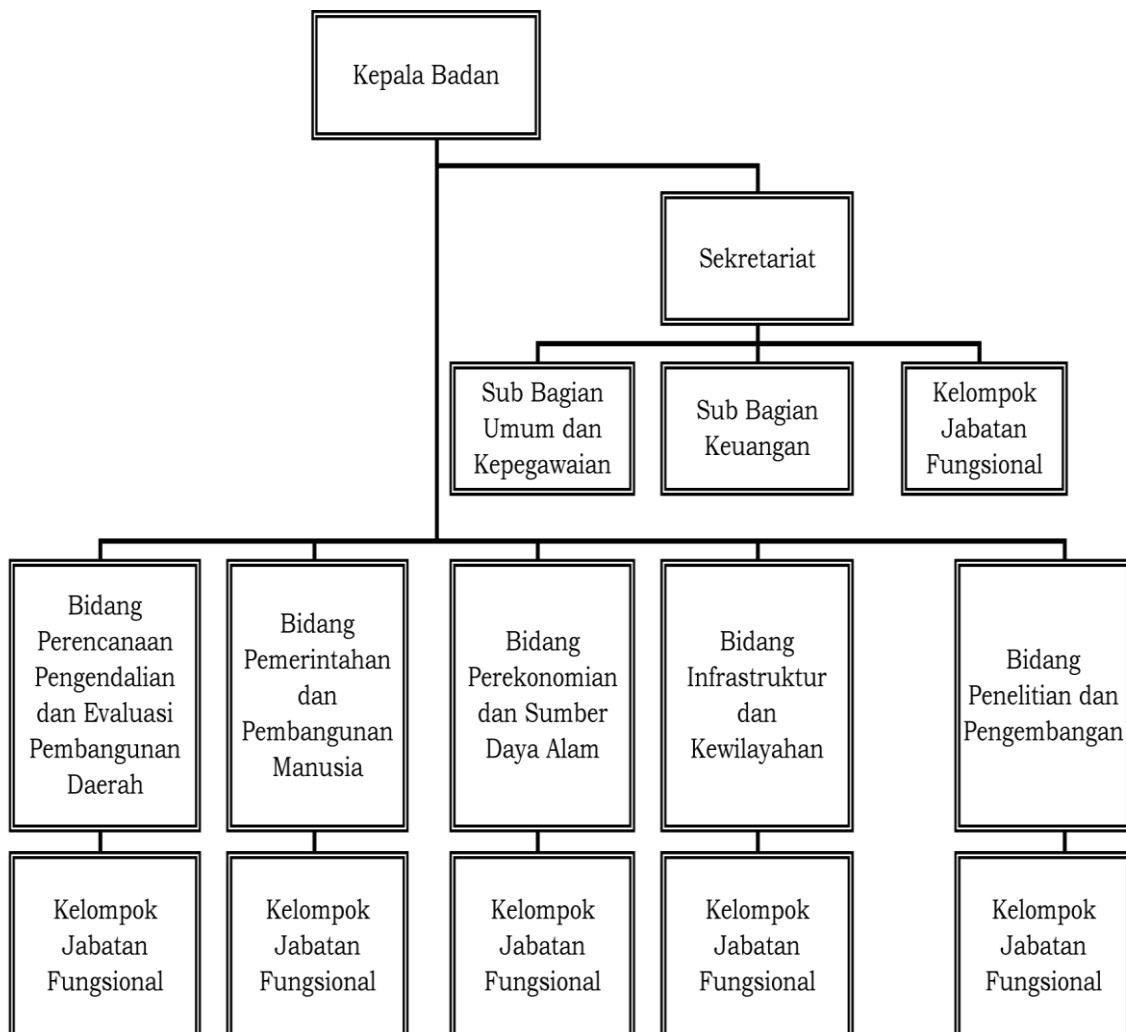 Kepala Badan
Sekretariat
Sub Bagian
Umum dan
Kepegawaian
Sub Bagian
Keuangan
Kelompok
Jabatan
Fungsional
Bidang
Perencanaan
Pengendalian
dan Evaluasi
Pembangunan
Daerah
Bidang
Pemerintahan
dan
Pembangunan
Manusia
Bidang
Perekonomian
dan Sumber
Daya Alam
Bidang
Infrastruktur
dan
Kewilayahan
Bidang
Penelitian dan
Pengembangan
Kelompok
Jabatan
Fungsional
Kelompok
Jabatan
Fungsional
Kelompok
Jabatan
Fungsional
Kelompok
Jabatan
Fungsional
Kelompok
Jabatan
Fungsional